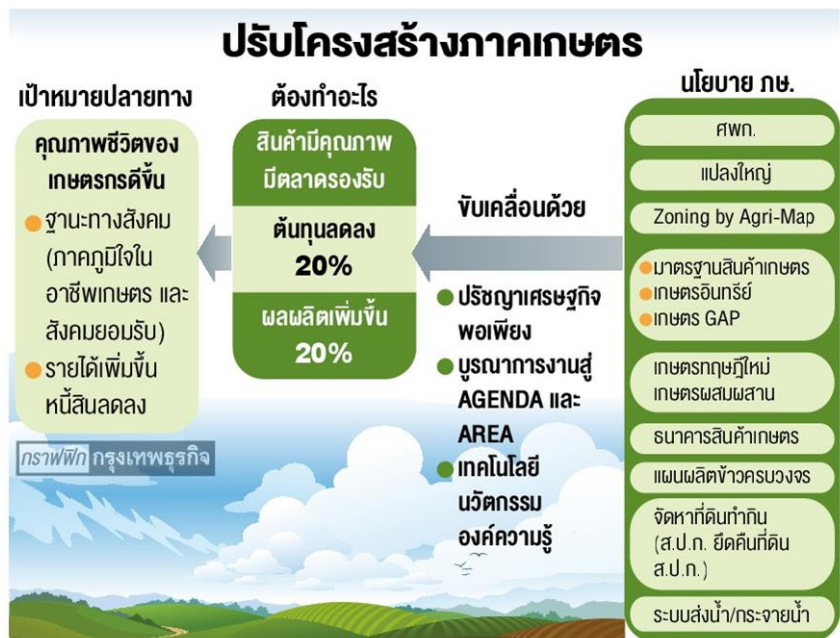 ปรับโครงสร้างภาคเกษตร
เป้าหมายปลายทาง
คุณภาพชีวิตของ
เกษตรกรดีขึ้น
ฐานะทางสังคม
(ภาคภูมิใจใน
อาชีพเกษตร และ
สังคมยอมรับ)
รายได้เพิ่มขึ้น
หนี้สินลดลง
กราฟฟิก กรุงเทพธุรกิจ
ต้องทำอะไร
สินค้ามีคุณภาพ
มีตลาดรองรับ
ต้นทุนลดลง
20%
ผลผลิตเพิ่มขึ้น
20%
ขับเคลื่อนด้วย
ปรัชญาเศรษฐกิจ
พอเพียง
บูรณาการงานสู่
AGENDA และ
AREA
เทคโนโลยี
นวัตกรรม
องค์ความรู้
นโยบาย กษ.
ศพก.
แปลงใหญ่
Zoning by Agri-Map
มาตรฐานสินค้าเกษตร
เกษตรอินทรีย์
เกษตร GAP
เกษตรทฤษฎีใหม่
เกษตรผสมผสาน
ธนาคารสินค้าเกษตร
แผนผลิตข้าวครบวงจร
จัดหาที่ดินทำกิน
(ส.ป.ก. ยึดคืนที่ดิน
ส.ป.ก.)
ระบบส่งน้ำ/กระจายน้ำ